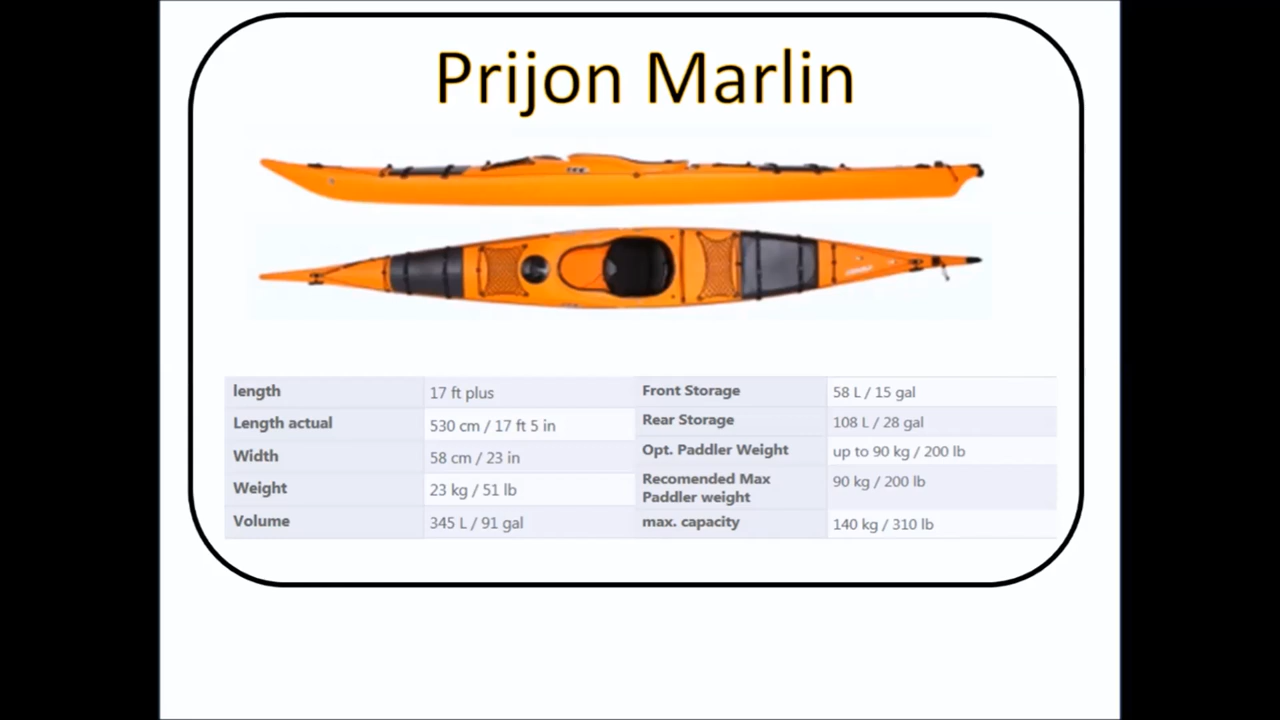 Prijon Marlin
length 17 ft plus
Length actual 530 cm / 17 ft 5 in
Width 58 cm / 23 in
Weight 23 kg / 51 lb
Volume 345 L / 91 gal
Front Storage 58 L / 15 gal
Rear Storage 108 L / 28 gal
Opt. Paddler Weight up to 90 kg / 200 lb
Recomended Max 90 kg / 200 lb
Paddler weight
max. capacity 140 kg / 310 lb